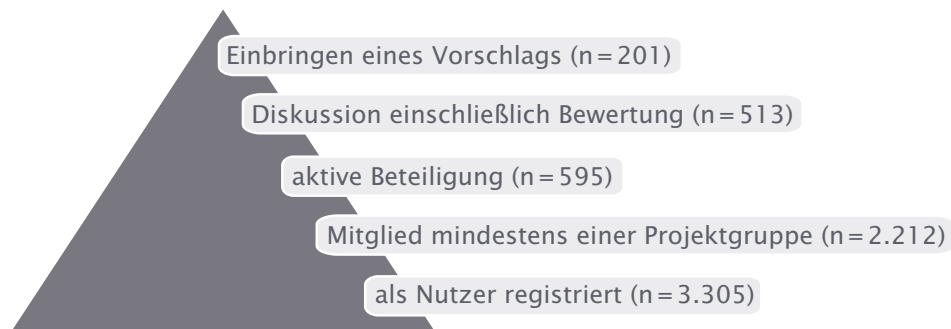 Einbringen eines Vorschlags (n=201)
Diskussion einschließlich Bewertung (n=513)
aktive Beteiligung (n=595)
Mitglied mindestens einer Projektgruppe (n=2.212)
als Nutzer registriert (n=3.305)